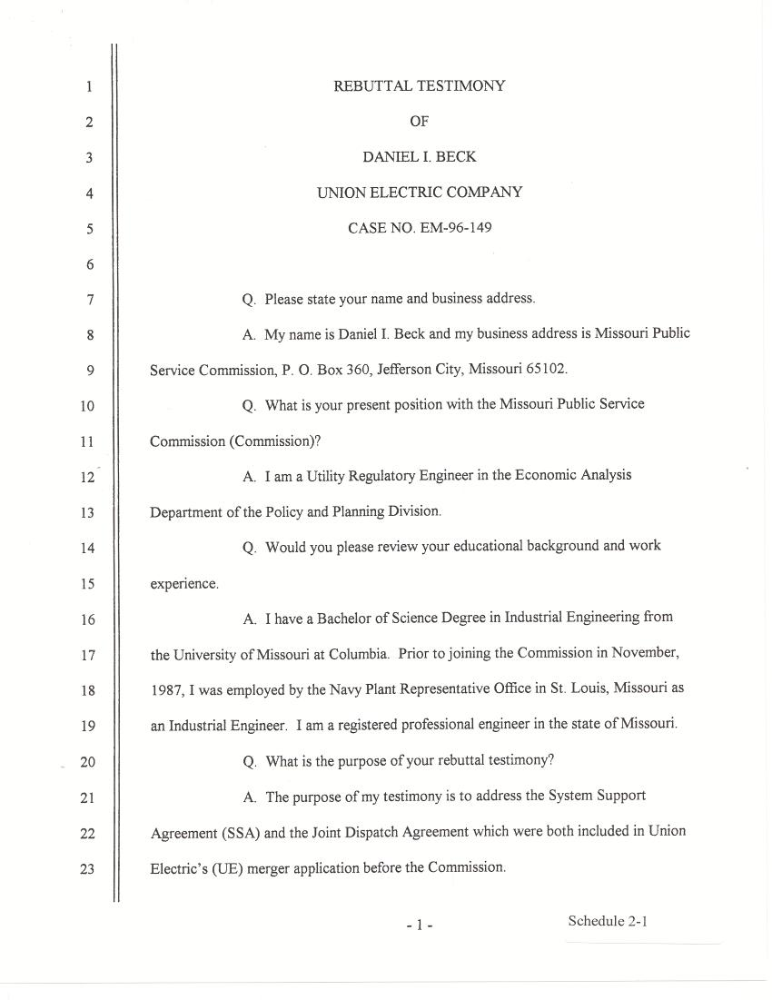 1 REBUTTAL TESTIMONY
2 OF
3 DANIEL I. BECK
4 UNION ELECTRIC COMPANY
5 CASE NO. EM-96-149
6
7 Q. Please state your name and business address.
8 A. My name is Daniel I. Beck and my business address is Missouri Public
9 Service Commission, P. O. Box 360, Jefferson City, Missouri 65102.
10 Q. What is your present position with the Missouri Public Service
11 Commission (Commission)?
12 A. I am a Utility Regulatory Engineer in the Economic Analysis
13 Department of the Policy and Planning Division.
14 Q. Would you please review your educational background and work
15 experience.
16 A. I have a Bachelor of Science Degree in Industrial Engineering from
17 the University of Missouri at Columbia. Prior to joining the Commission in November,
18 1987, I was employed by the Navy Plant Representative Office in St. Louis, Missouri as
19 an Industrial Engineer. I am a registered professional engineer in the state of Missouri.
20 Q. What is the purpose of your rebuttal testimony?
21 A. The purpose of my testimony is to address the System Support
22 Agreement (SSA) and the Joint Dispatch Agreement which were both included in Union
23 Electric's (UE) merger application before the Commission.
- 1 - Schedule 2-1